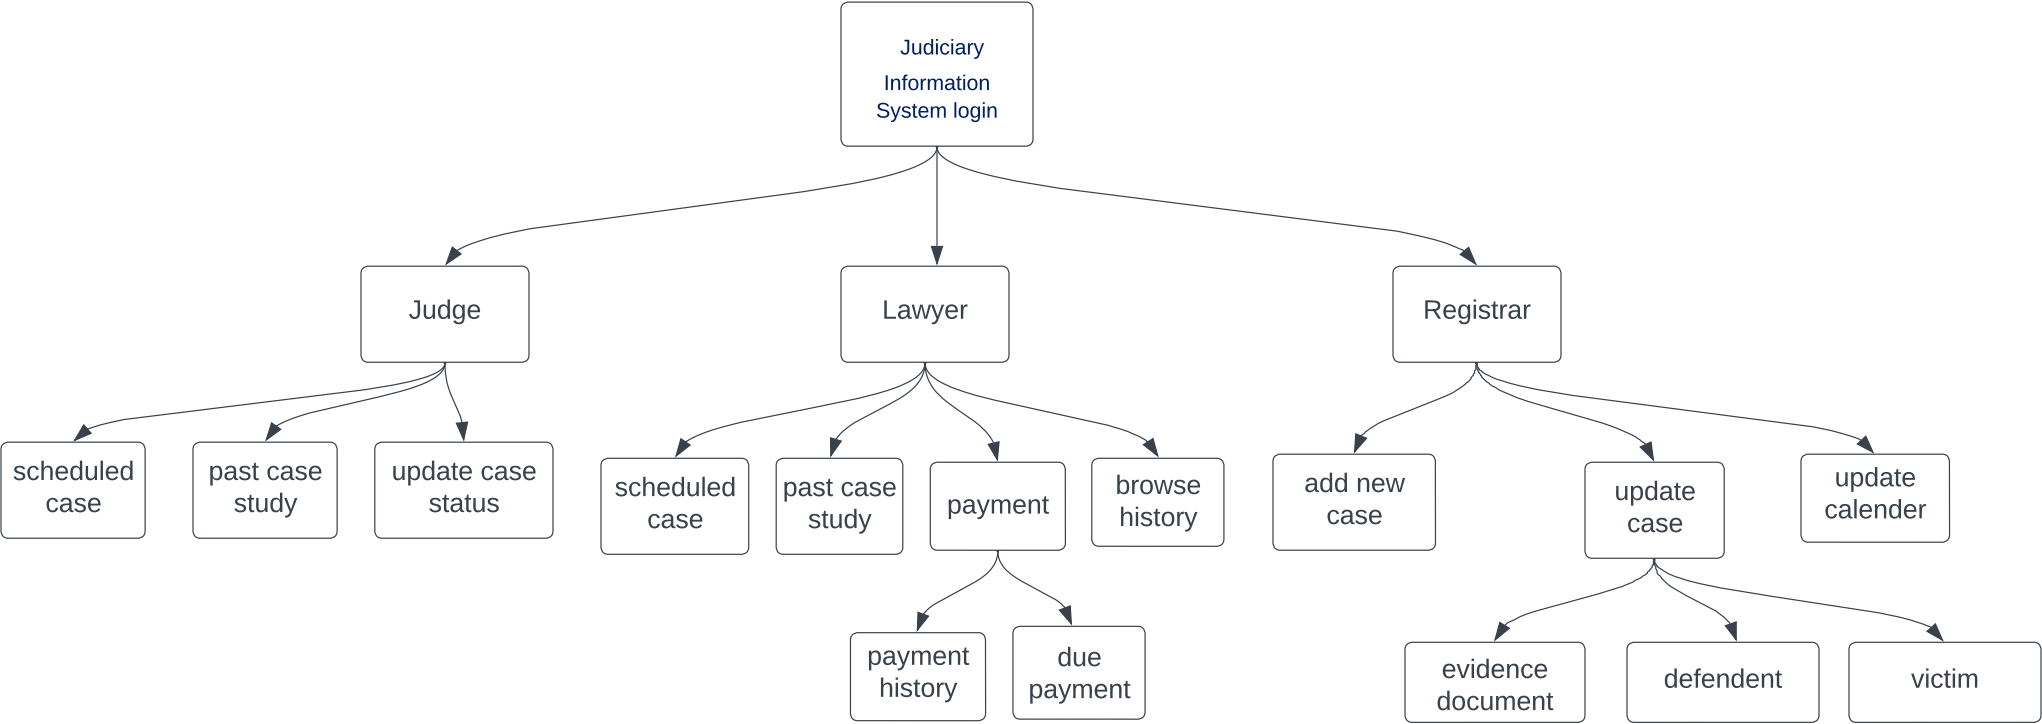 Judiciary
Information
System login
Judge
Lawyer
Registrar
scheduled
case
past case
study
update case
status
scheduled
case
past case
study
payment
browse
history
add new
case
update
case
update
calender
payment
history
due
payment
evidence
document
defendent
victim